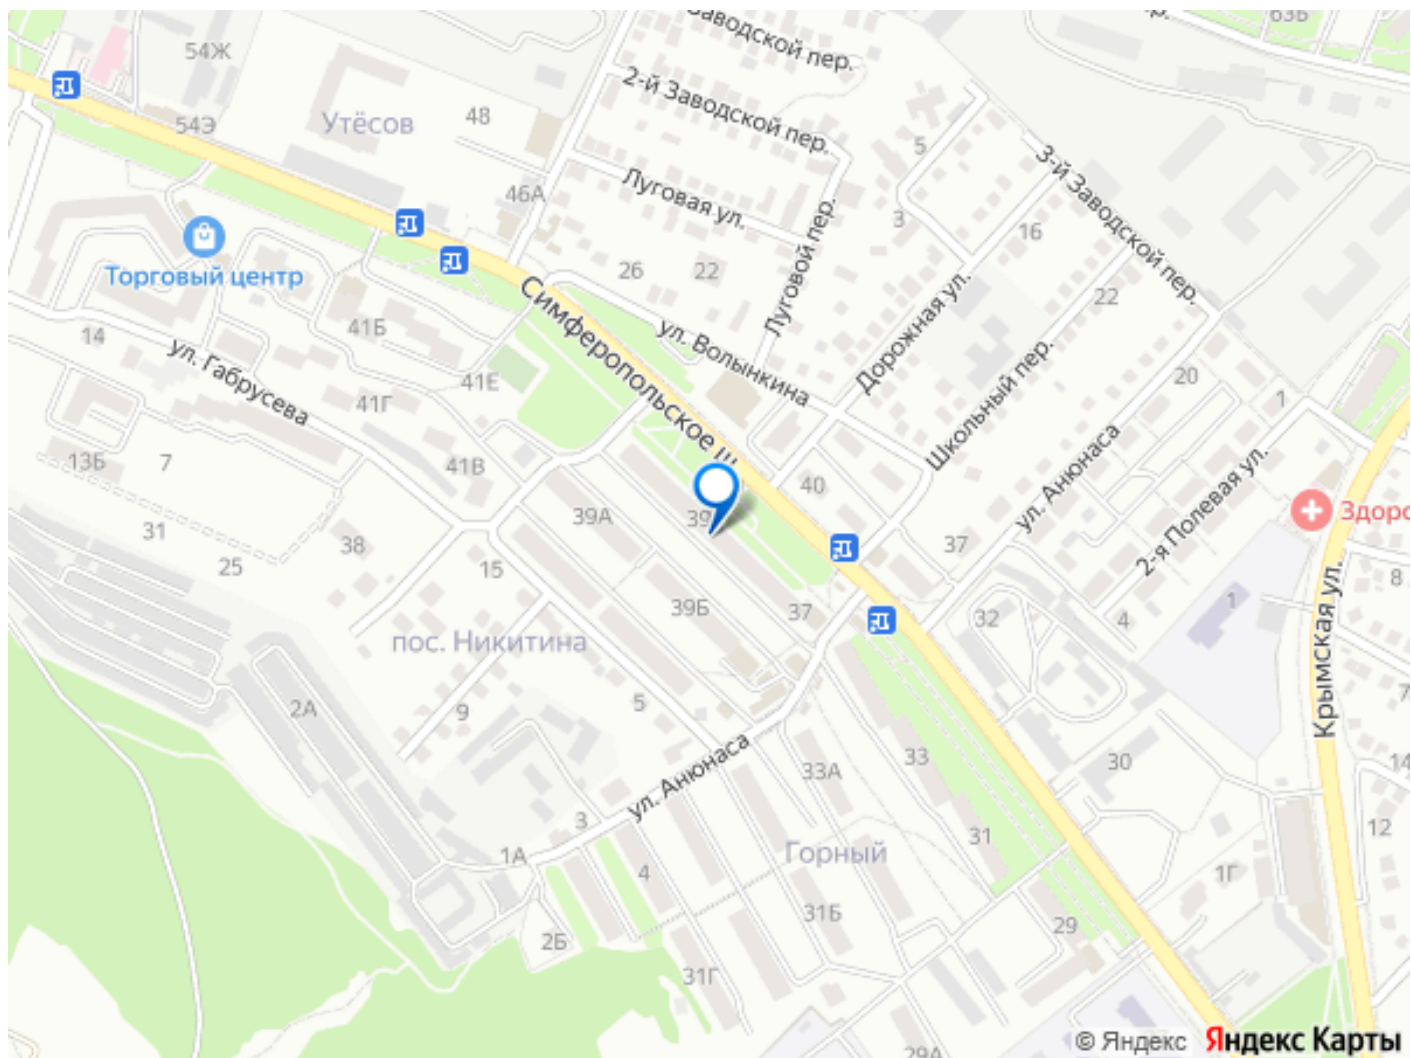 Заводской пер.
пер.
63Б
54Ж
2-й Заводской пер.
54Э
Утёсов
48
5
3-й Заводской пер.
46А
Луговая ул.
3
16
Торговый центр
26
22
Луговой пер.
Дорожная ул.
22
Симферопольское ш.
14
41Б
ул. Волынкина
Школьный пер.
ул. Габрусева
41Е
20
1
41Г
ул. Анюнаса
2-я Полевая ул.
13Б
7
41В
40
39А
39
Здоро
31
38
37
25
15
8
39Б
37
32
4
1
Крымская ул.
пос. Никитина
2А
9
5
ул. Анюнаса
33
30
14
33А
3
31
12
1А
4
Горный
1Г
2Б
31Б
29
31Г
29А
© Яндекс
Яндекс Карты